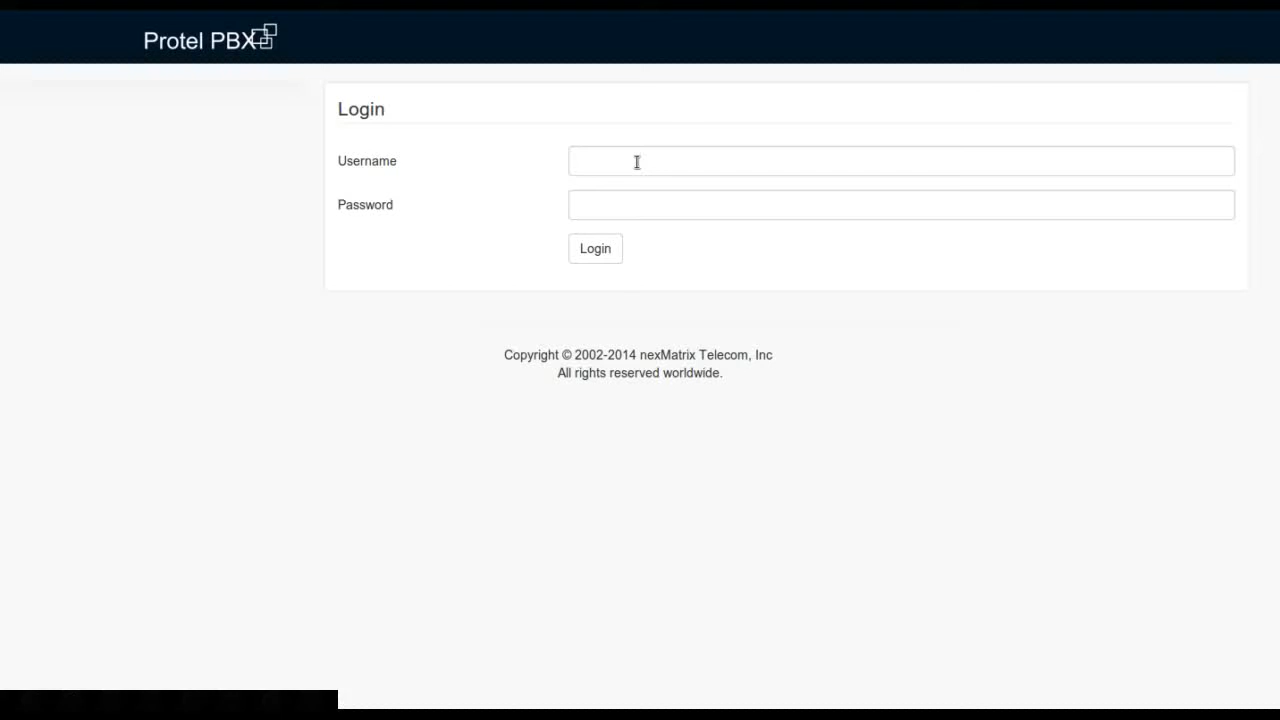 Protel PBX
Login
Username
Password
Login
Copyright © 2002-2014 nexMatrix Telecom, Inc
All rights reserved worldwide.